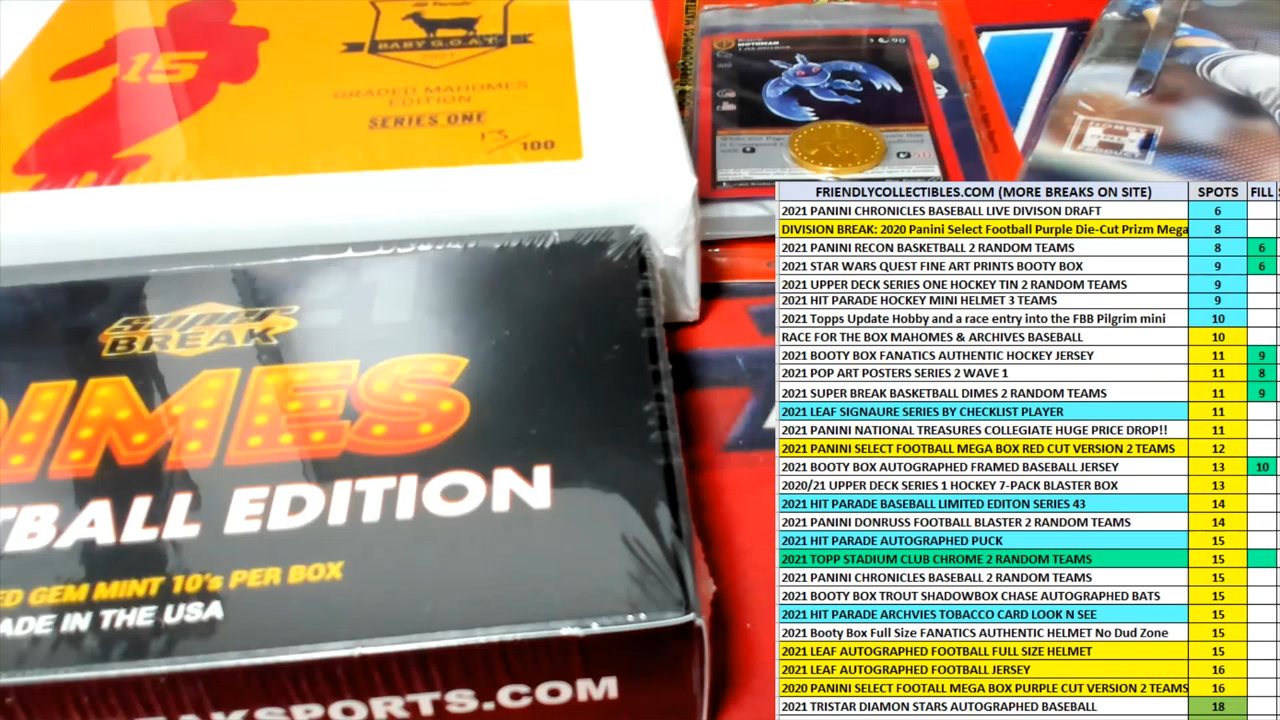 15
BABY G.O.A.T.
2021
GRADED MAHOMES
EDITION
SERIES ONE
13/100
MOTHMAN
90
SUPER
BREAK
DIMES
TBALL EDITION
ED GEM MINT 10's PER BOX
ADE IN THE USA
EAKSPORTS.COM
HOBBY
ONLY
PRODUCT
FRIENDLYCOLLECTIBLES.COM (MORE BREAKS ON SITE) SPOTS FILL
2021 PANINI CHRONICLES BASEBALL LIVE DIVISON DRAFT 6
DIVISION BREAK: 2020 Panini Select Football Purple Die-Cut Prizm Mega 8
2021 PANINI RECON BASKETBALL 2 RANDOM TEAMS 8 6
2021 STAR WARS QUEST FINE ART PRINTS BOOTY BOX 9 6
2021 UPPER DECK SERIES ONE HOCKEY TIN 2 RANDOM TEAMS 9
2021 HIT PARADE HOCKEY MINI HELMET 3 TEAMS 9
2021 Topps Update Hobby and a race entry into the FBB Pilgrim mini 10
RACE FOR THE BOX MAHOMES & ARCHIVES BASEBALL 10
2021 BOOTY BOX FANATICS AUTHENTIC HOCKEY JERSEY 11 9
2021 POP ART POSTERS SERIES 2 WAVE 1 11 8
2021 SUPER BREAK BASKETBALL DIMES 2 RANDOM TEAMS 11 9
2021 LEAF SIGNAURE SERIES BY CHECKLIST PLAYER 11
2021 PANINI NATIONAL TREASURES COLLEGIATE HUGE PRICE DROP!! 11
2021 PANINI SELECT FOOTBALL MEGA BOX RED CUT VERSION 2 TEAMS 12
2021 BOOTY BOX AUTOGRAPHED FRAMED BASEBALL JERSEY 13 10
2020/21 UPPER DECK SERIES 1 HOCKEY 7-PACK BLASTER BOX 13
2021 HIT PARADE BASEBALL LIMITED EDITON SERIES 43 14
2021 PANINI DONRUSS FOOTBALL BLASTER 2 RANDOM TEAMS 14
2021 HIT PARADE AUTOGRAPHED PUCK 15
2021 TOPP STADIUM CLUB CHROME 2 RANDOM TEAMS 15
2021 PANINI CHRONICLES BASEBALL 2 RANDOM TEAMS 15
2021 BOOTY BOX TROUT SHADOWBOX CHASE AUTOGRAPHED BATS 15
2021 HIT PARADE ARCHVIES TOBACCO CARD LOOK N SEE 15
2021 Booty Box Full Size FANATICS AUTHENTIC HELMET No Dud Zone 15
2021 LEAF AUTOGRAPHED FOOTBALL FULL SIZE HELMET 15
2021 LEAF AUTOGRAPHED FOOTBALL JERSEY 16
2020 PANINI SELECT FOOTALL MEGA BOX PURPLE CUT VERSION 2 TEAMS 16
2021 TRISTAR DIAMON STARS AUTOGRAPHED BASEBALL 18